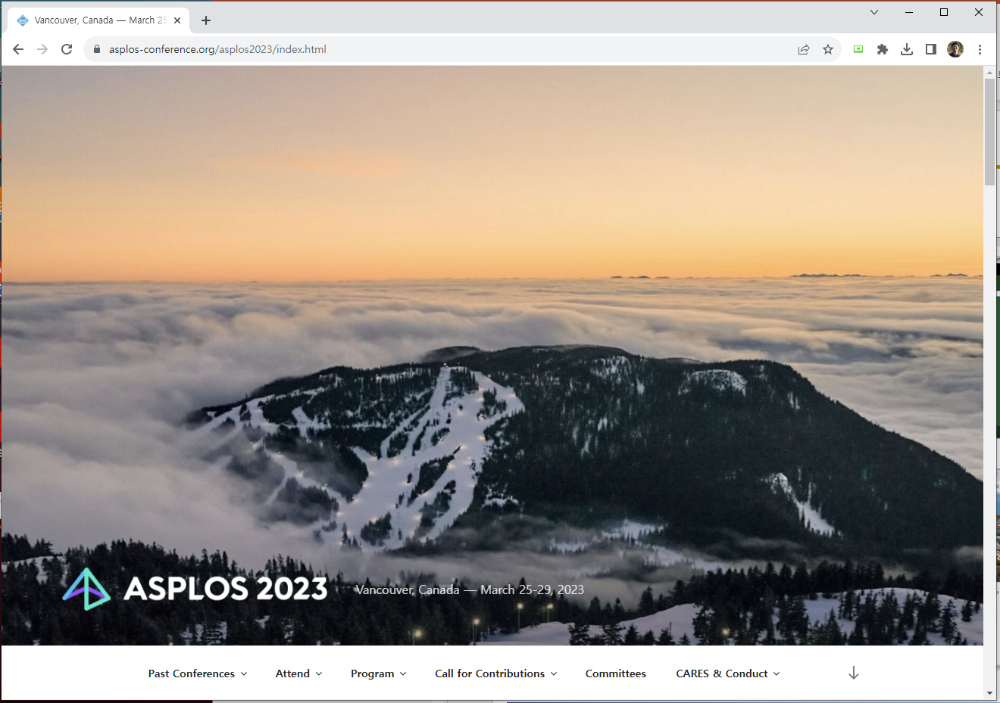 Vancouver, Canada — March 25
asplos-conference.org/asplos2023/index.html
ASPLOS 2023
Vancouver, Canada — March 25-29, 2023
Past Conferences Attend Program Call for Contributions Committees CARES & Conduct